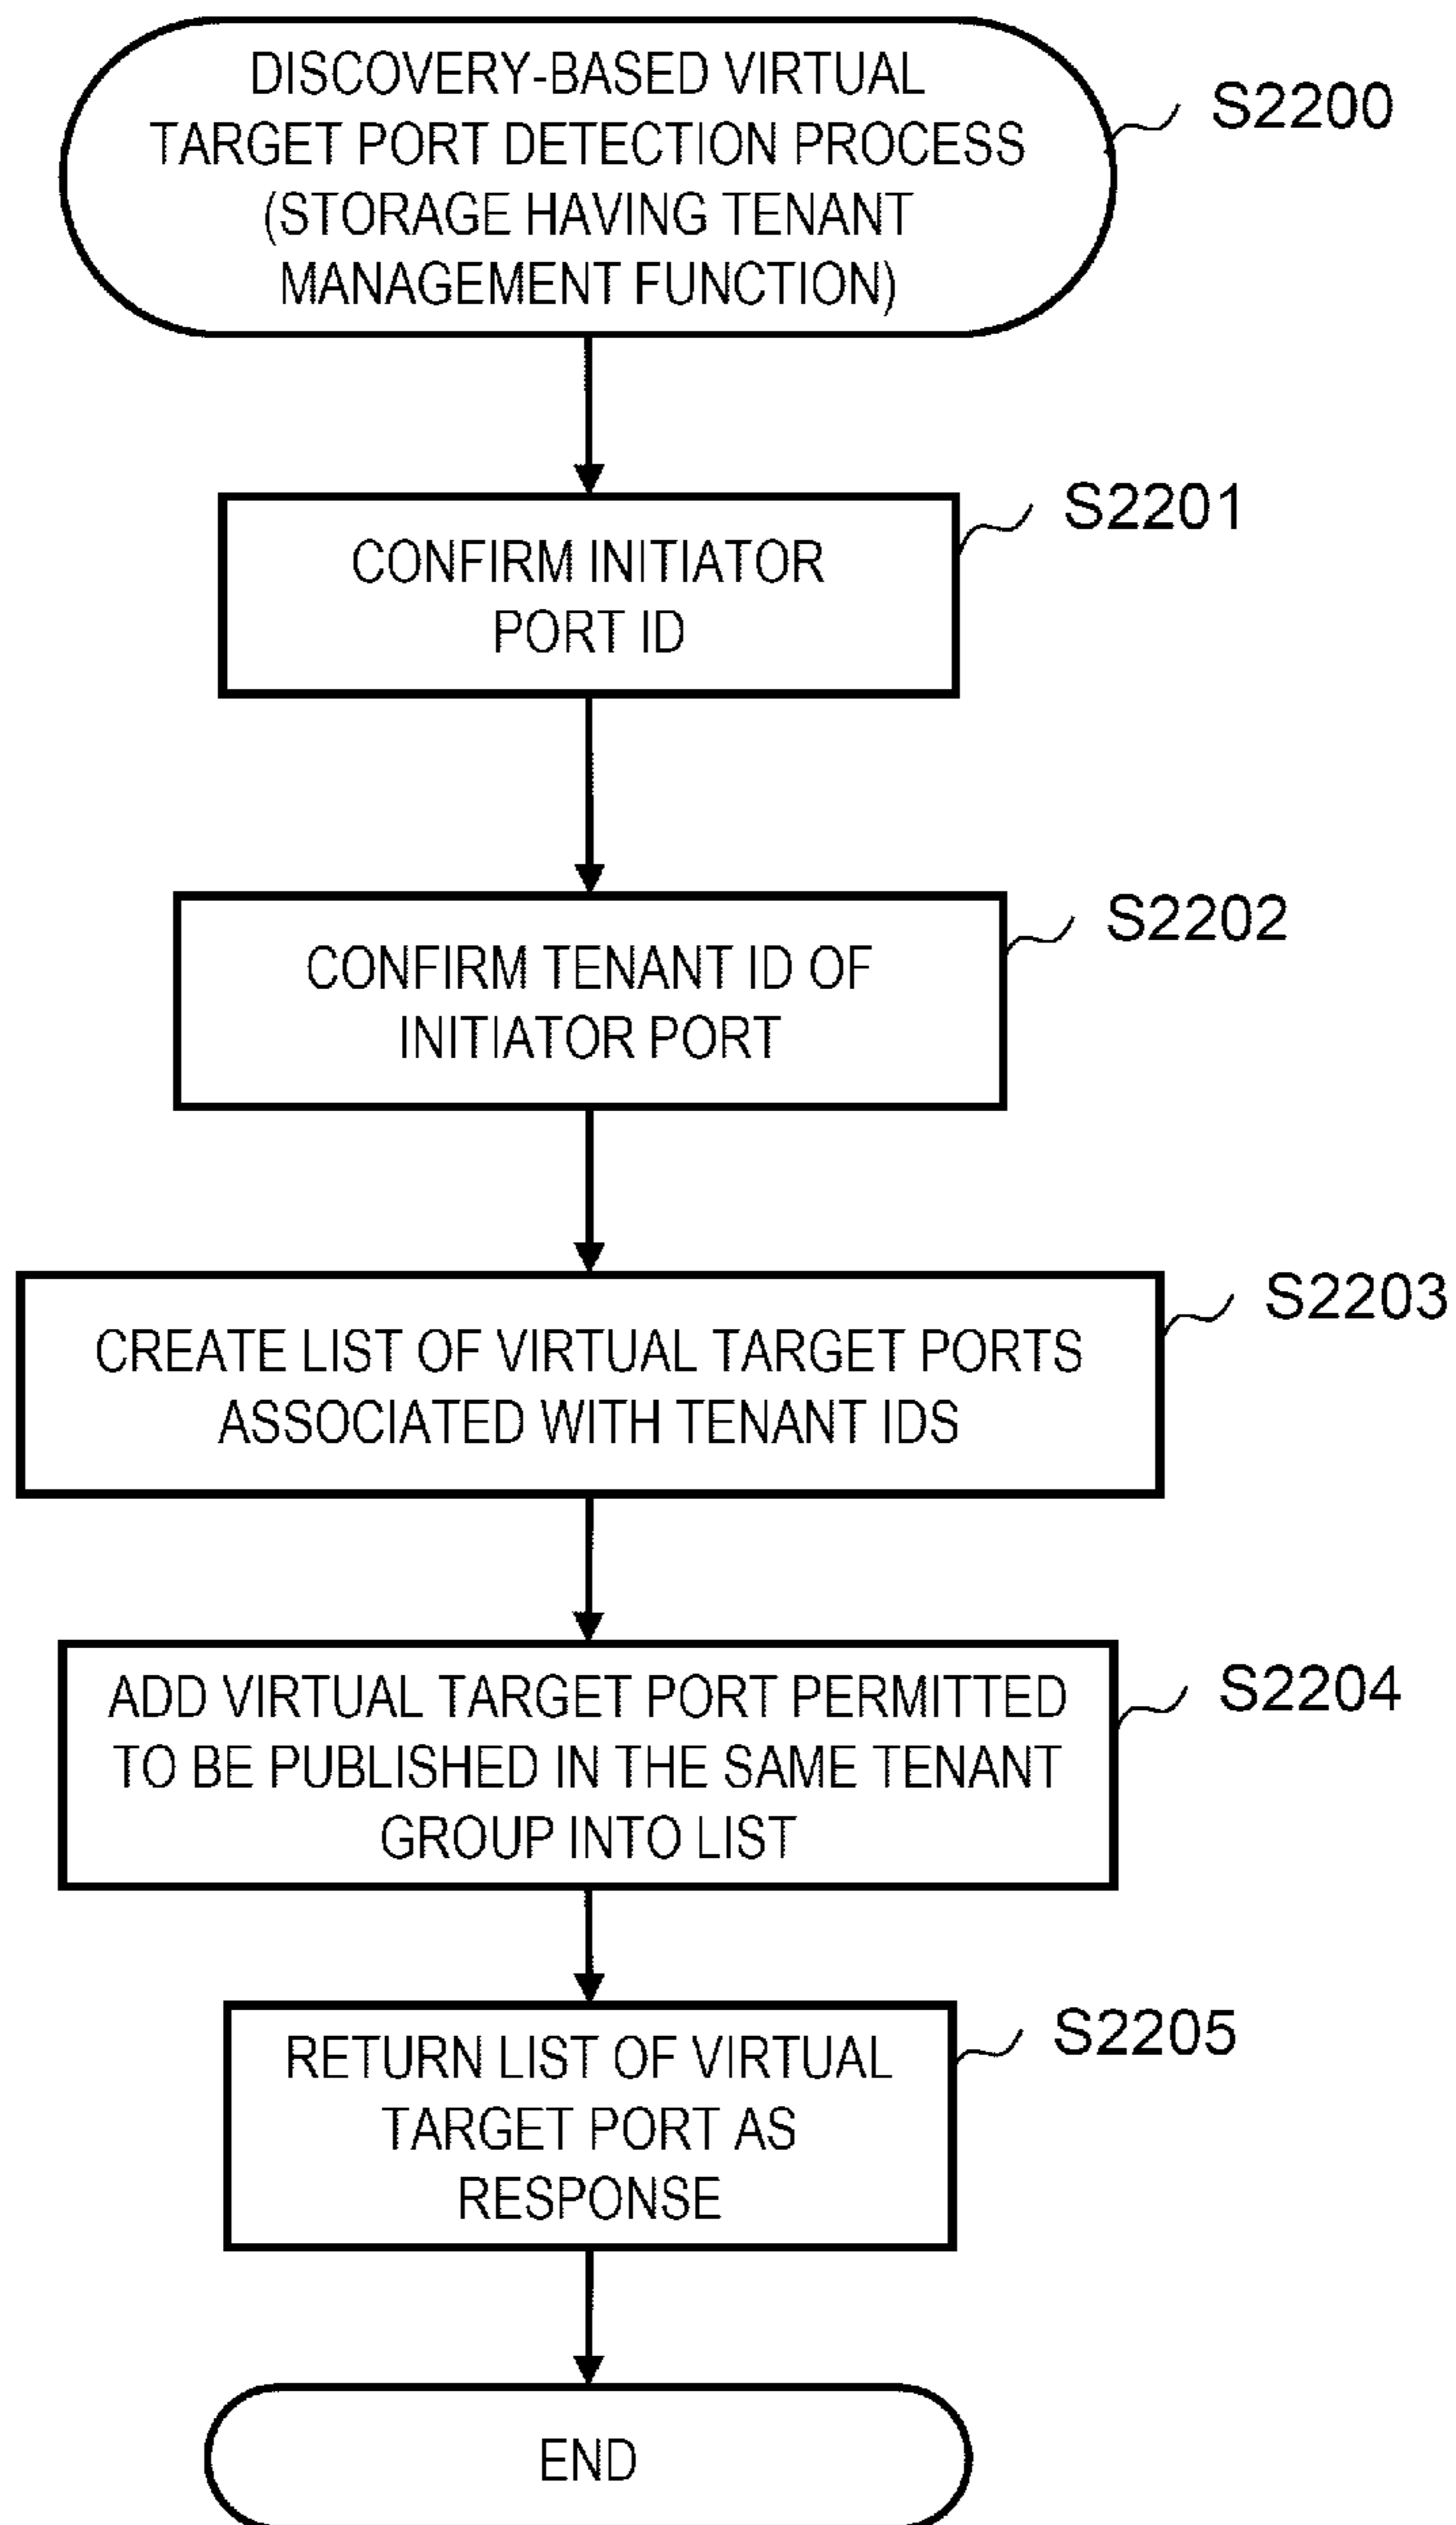 DISCOVERY-BASED VIRTUAL
TARGET PORT DETECTION PROCESS
(STORAGE HAVING TENANT
MANAGEMENT FUNCTION)
S2200
CONFIRM INITIATOR
PORT ID
S2201
CONFIRM TENANT ID OF
INITIATOR PORT
S2202
CREATE LIST OF VIRTUAL TARGET PORTS
ASSOCIATED WITH TENANT IDS
S2203
ADD VIRTUAL TARGET PORT PERMITTED
TO BE PUBLISHED IN THE SAME TENANT
GROUP INTO LIST
S2204
RETURN LIST OF VIRTUAL
TARGET PORT AS
RESPONSE
S2205
END